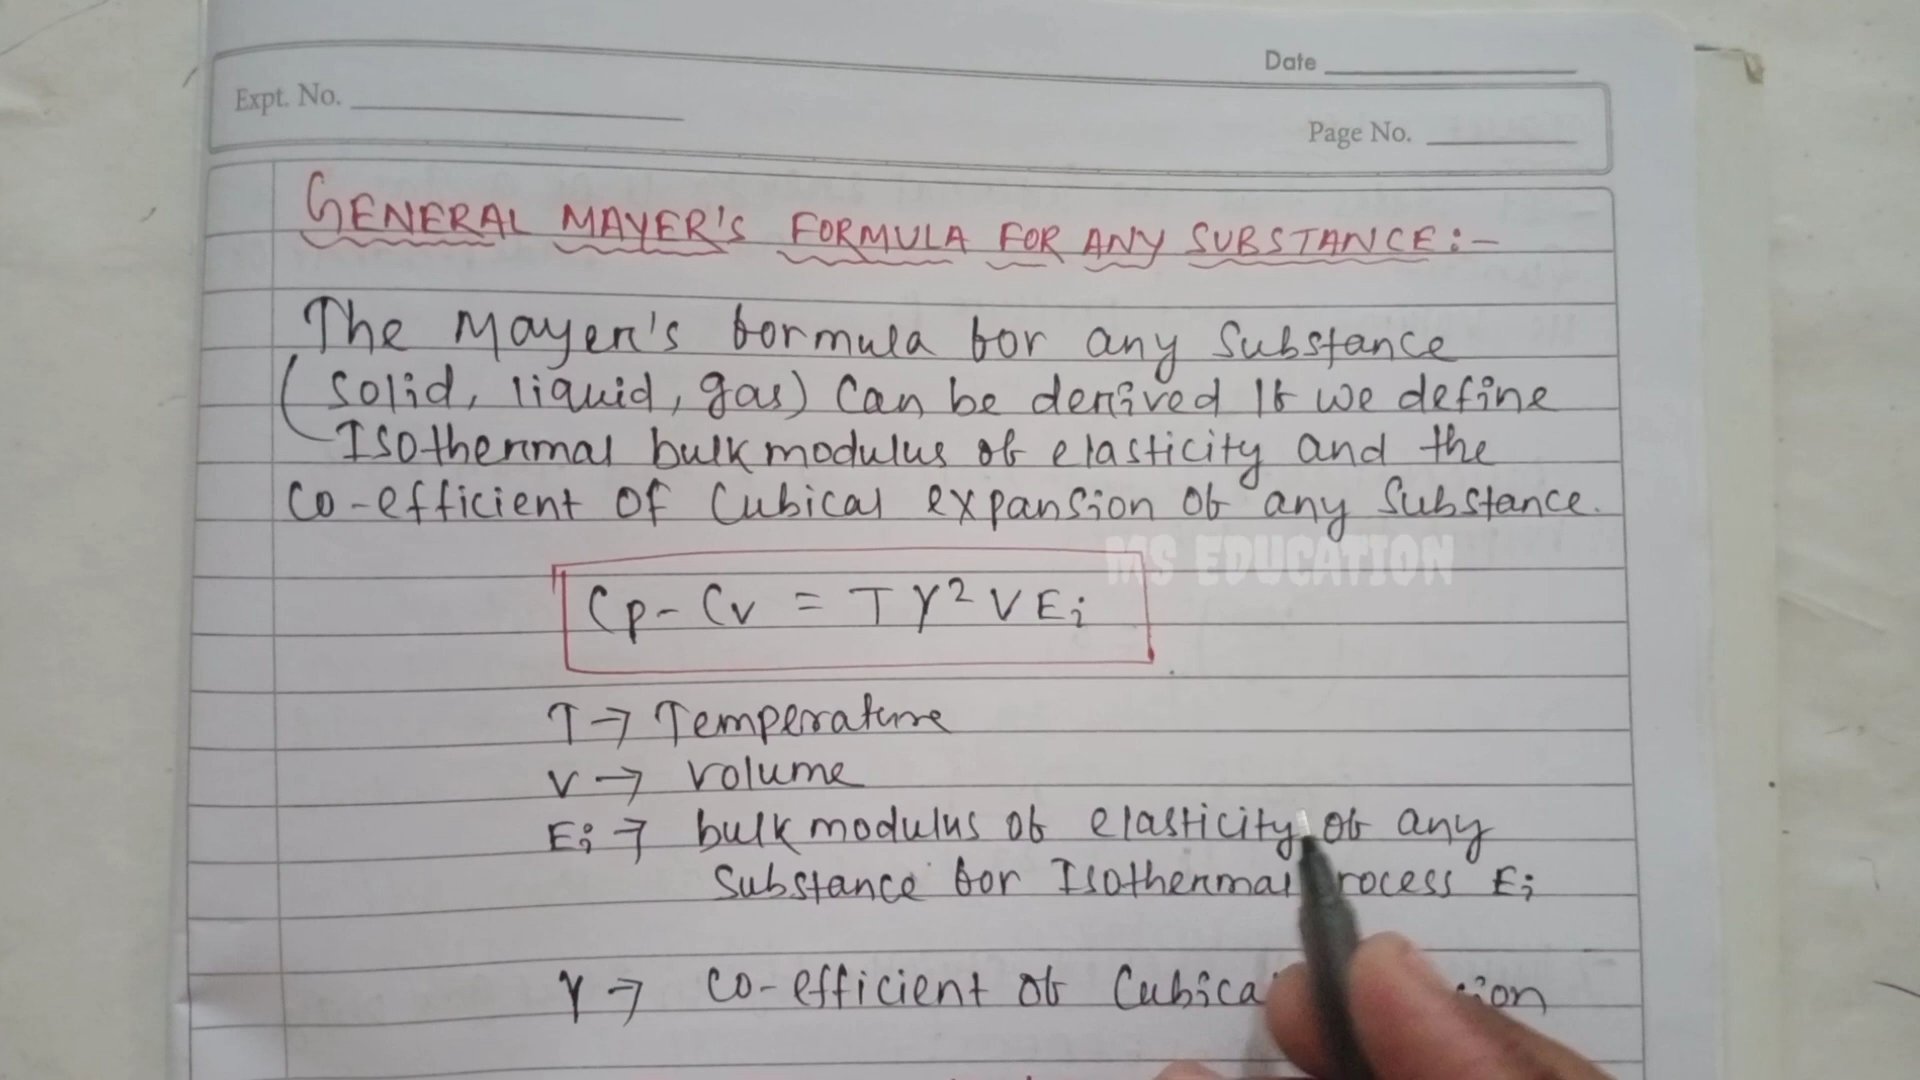 Date
Expt. No.
Page No.
GENERAL MAYER'S FORMULA FOR ANY SUBSTANCE:-
The Mayer's formula for any Substance
(Solid, liquid, gas) Can be derived If we define
Isothermal bulk modulus of elasticity and the
Co-efficient of Cubical expansion of any Substance.
MS EDUCATION
Cp - Cv = T γ² V Ei
T → Temperature
V → Volume
Ei → bulk modulus of elasticity of any
Substance for Isothermal rocess Ei
γ → Co-efficient of Cubica ion